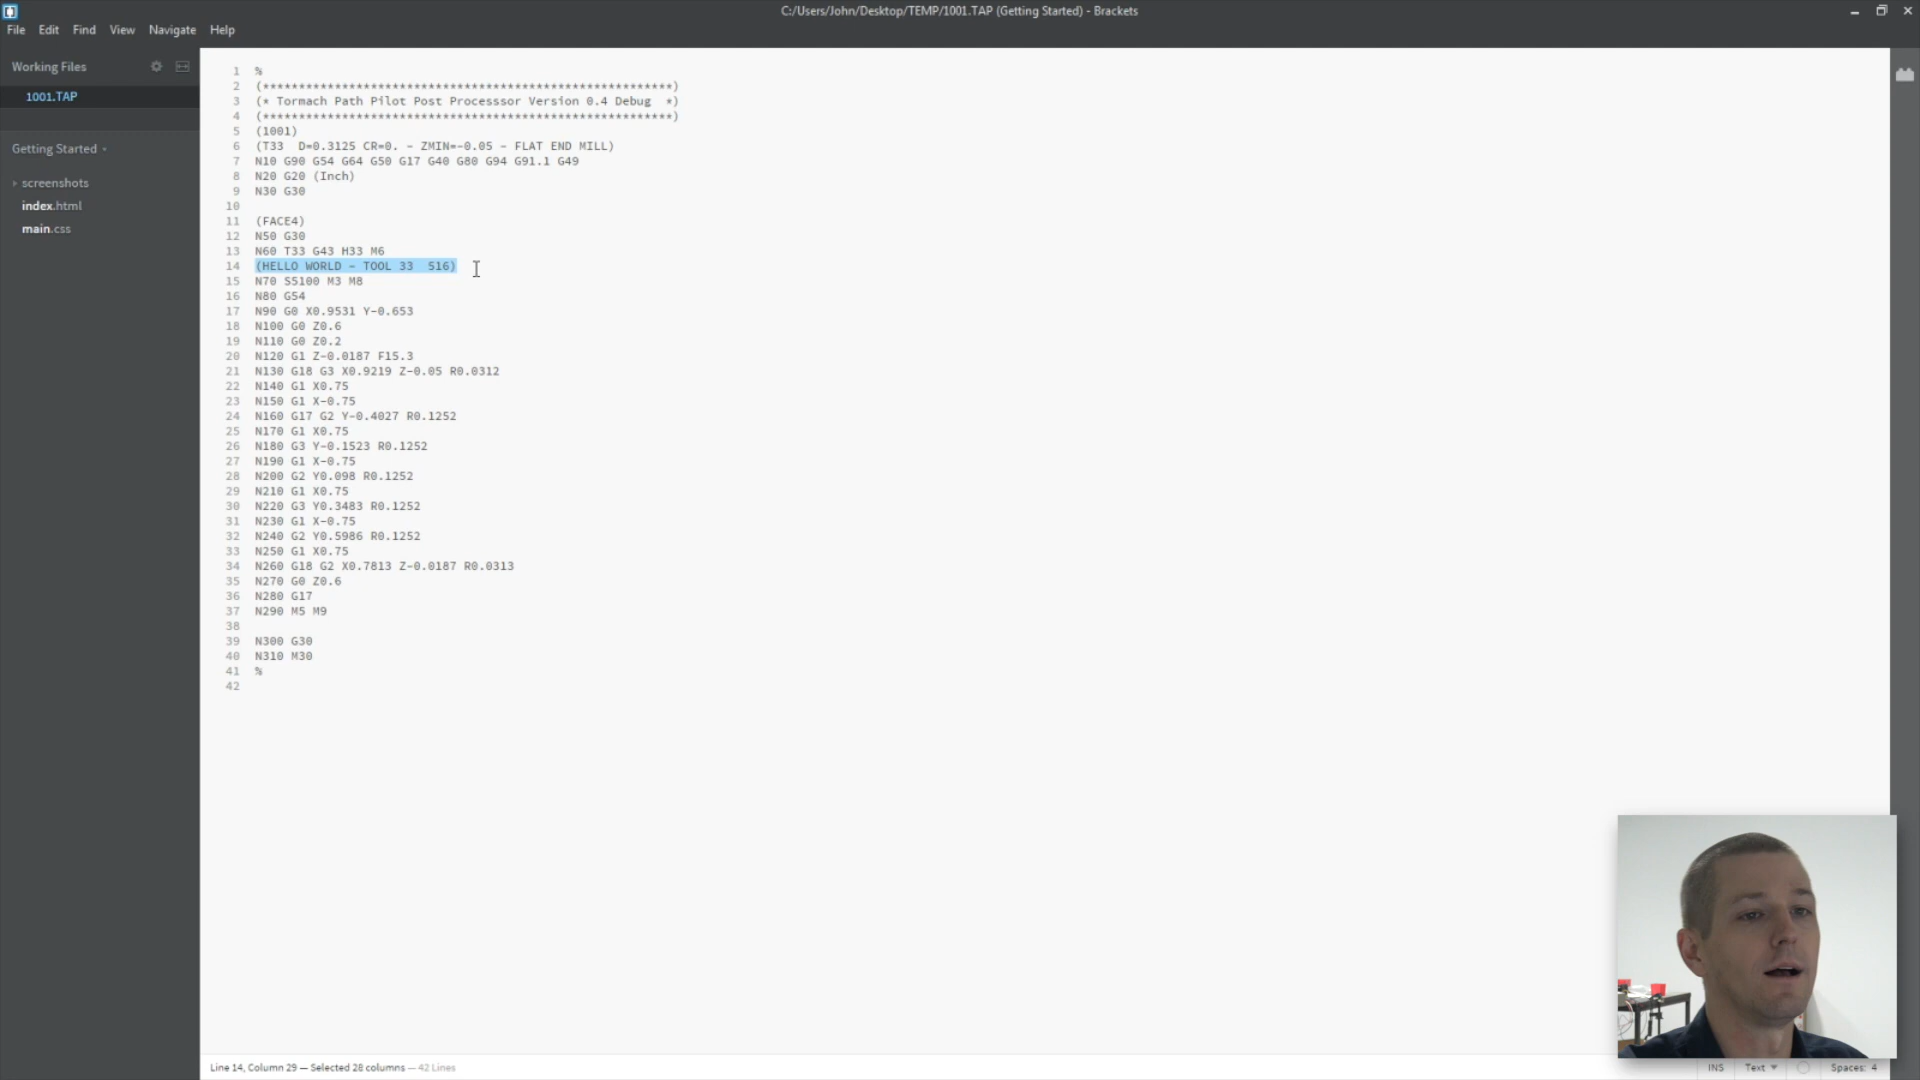 C:/Users/John/Desktop/TEMP/1001.TAP (Getting Started) - Brackets
File Edit Find View Navigate Help
Working Files
1001.TAP
Getting Started
screenshots
index.html
main.css
1 %
2 (*********************************************************)
3 (* Tormach Path Pilot Post Processsor Version 0.4 Debug  *)
4 (*********************************************************)
5 (1001)
6 (T33  D=0.3125 CR=0. - ZMIN=-0.05 - FLAT END MILL)
7 N10 G90 G54 G64 G50 G17 G40 G80 G94 G91.1 G49
8 N20 G20 (Inch)
9 N30 G30
10
11 (FACE4)
12 N50 G30
13 N60 T33 G43 H33 M6
14 (HELLO WORLD - TOOL 33  516)
15 N70 S5100 M3 M8
16 N80 G54
17 N90 G0 X0.9531 Y-0.653
18 N100 G0 Z0.6
19 N110 G0 Z0.2
20 N120 G1 Z-0.0187 F15.3
21 N130 G18 G3 X0.9219 Z-0.05 R0.0312
22 N140 G1 X0.75
23 N150 G1 X-0.75
24 N160 G17 G2 Y-0.4027 R0.1252
25 N170 G1 X0.75
26 N180 G3 Y-0.1523 R0.1252
27 N190 G1 X-0.75
28 N200 G2 Y0.098 R0.1252
29 N210 G1 X0.75
30 N220 G3 Y0.3483 R0.1252
31 N230 G1 X-0.75
32 N240 G2 Y0.5986 R0.1252
33 N250 G1 X0.75
34 N260 G18 G2 X0.7813 Z-0.0187 R0.0313
35 N270 G0 Z0.6
36 N280 G17
37 N290 M5 M9
38
39 N300 G30
40 N310 M30
41 %
42
Line 14, Column 29 — Selected 28 columns — 42 Lines
INS Text Spaces: 4